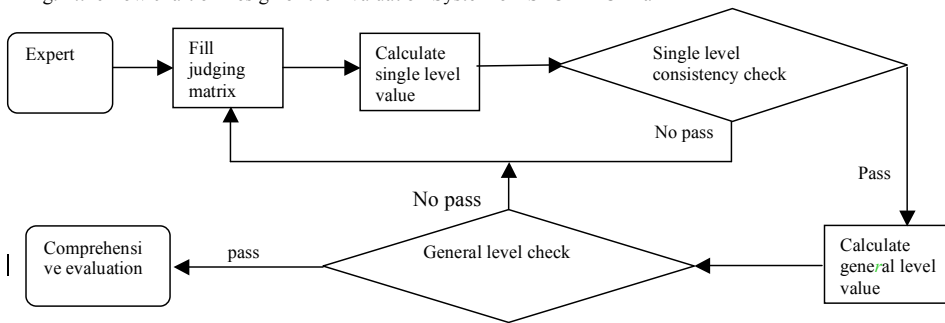 Expert
Fill
judging
matrix
Calculate
single level
value
Single level
consistency check
No pass
Pass
No pass
General level check
pass
Comprehensi
ve evaluation
Calculate
general level
value